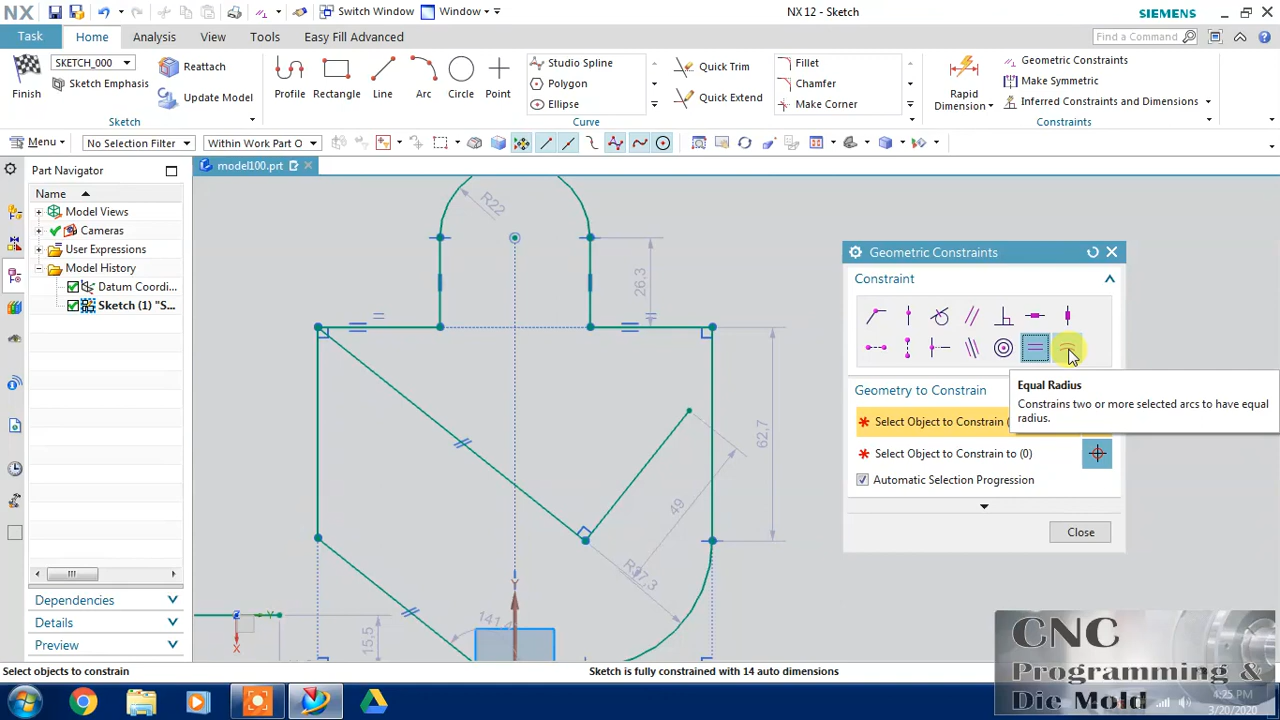 NX
Switch Window
Window
NX 12 - Sketch
SIEMENS
Task
Home
Analysis
View
Tools
Easy Fill Advanced
Find a Command
Finish
SKETCH_000
Sketch Emphasis
Reattach
Update Model
Sketch
Profile
Rectangle
Line
Arc
Circle
Point
Studio Spline
Polygon
Ellipse
Quick Trim
Quick Extend
Fillet
Chamfer
Make Corner
Curve
Rapid
Dimension
Geometric Constraints
Make Symmetric
Inferred Constraints and Dimensions
Constraints
Menu
No Selection Filter
Within Work Part O
Part Navigator
model100.prt
Name
Model Views
Cameras
User Expressions
Model History
Datum Coordi...
Sketch (1) "S...
Dependencies
Details
Preview
R22
26,3
62,7
49
R37,3
15,5
Y
Y
X
Geometric Constraints
Constraint
Geometry to Constrain
Equal Radius
Constrains two or more selected arcs to have equal
radius.
Select Object to Constrain (
Select Object to Constrain to (0)
Automatic Selection Progression
Close
Select objects to constrain
Sketch is fully constrained with 14 auto dimensions
CNC
Programming &
Die Mold
4:25 PM
3/20/2020